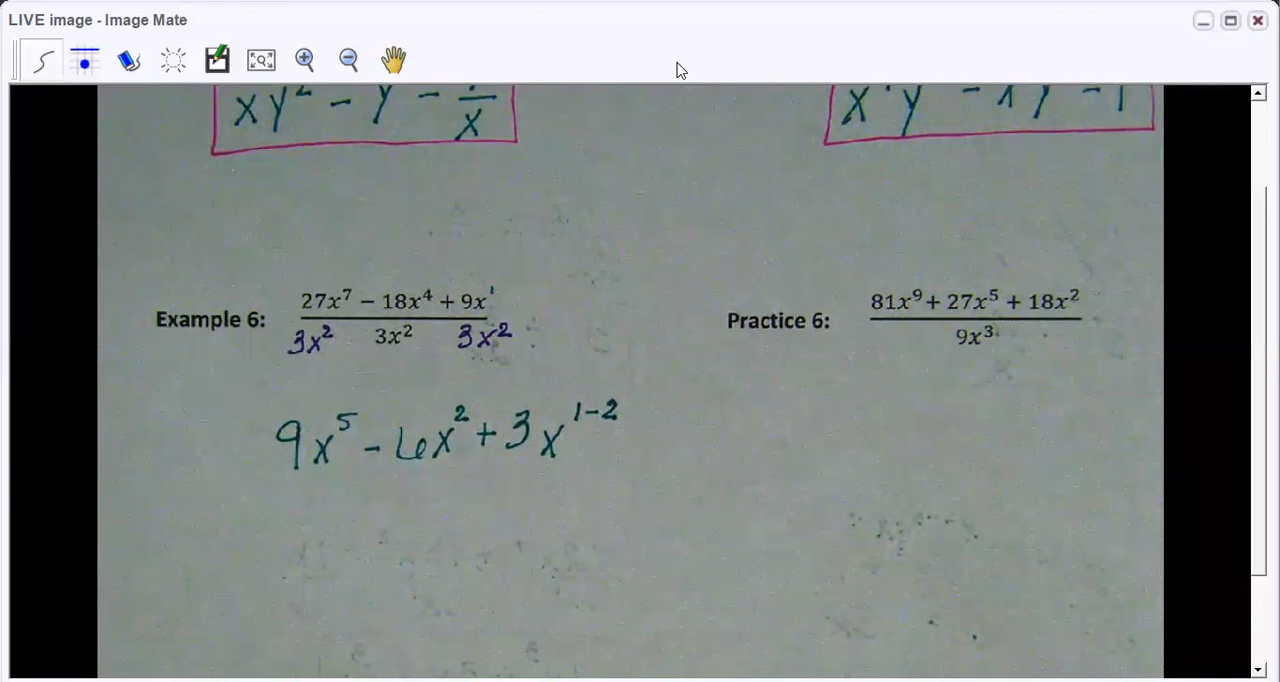 LIVE image - Image Mate
xy² - y - /x
Example 6: (27x⁷ − 18x⁴ + 9x¹)/(3x² 3x² 3x²)
Practice 6: (81x⁹ + 27x⁵ + 18x²)/(9x³)
9x⁵ - 6x² + 3x¹⁻²